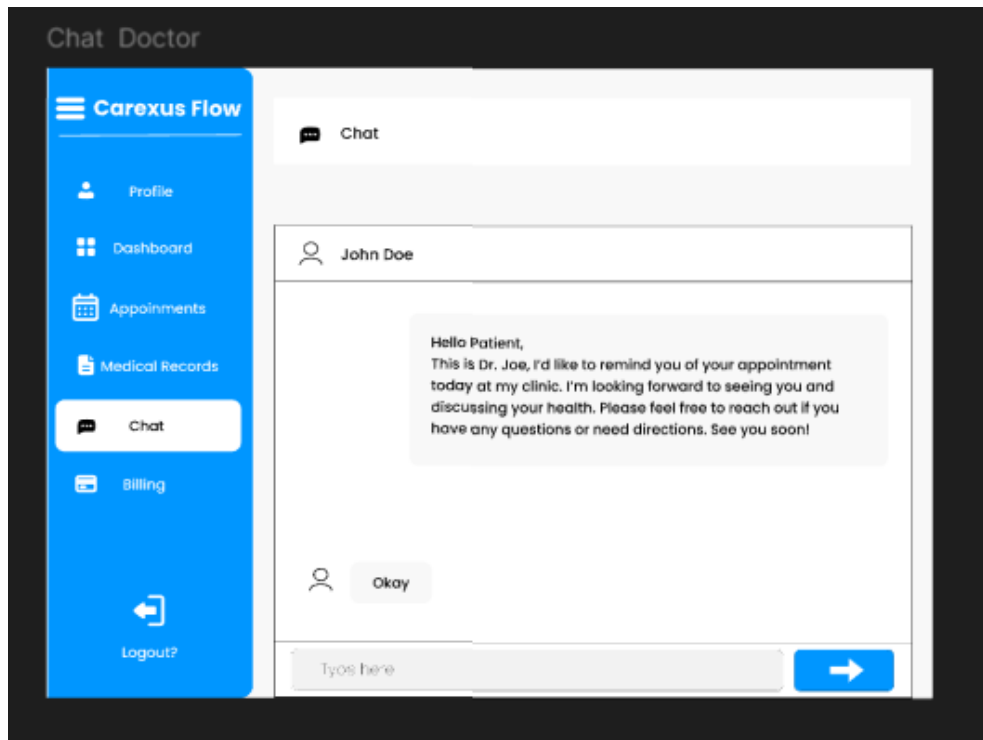 Chat Doctor
Carexus Flow
Profile
Dashboard
Appoinments
Medical Records
Chat
Billing
Logout?
Chat
John Doe
Hello Patient,
This is Dr. Joe, I'd like to remind you of your appointment
today at my clinic. I'm looking forward to seeing you and
discussing your health. Please feel free to reach out if you
have any questions or need directions. See you soon!
Okay
here